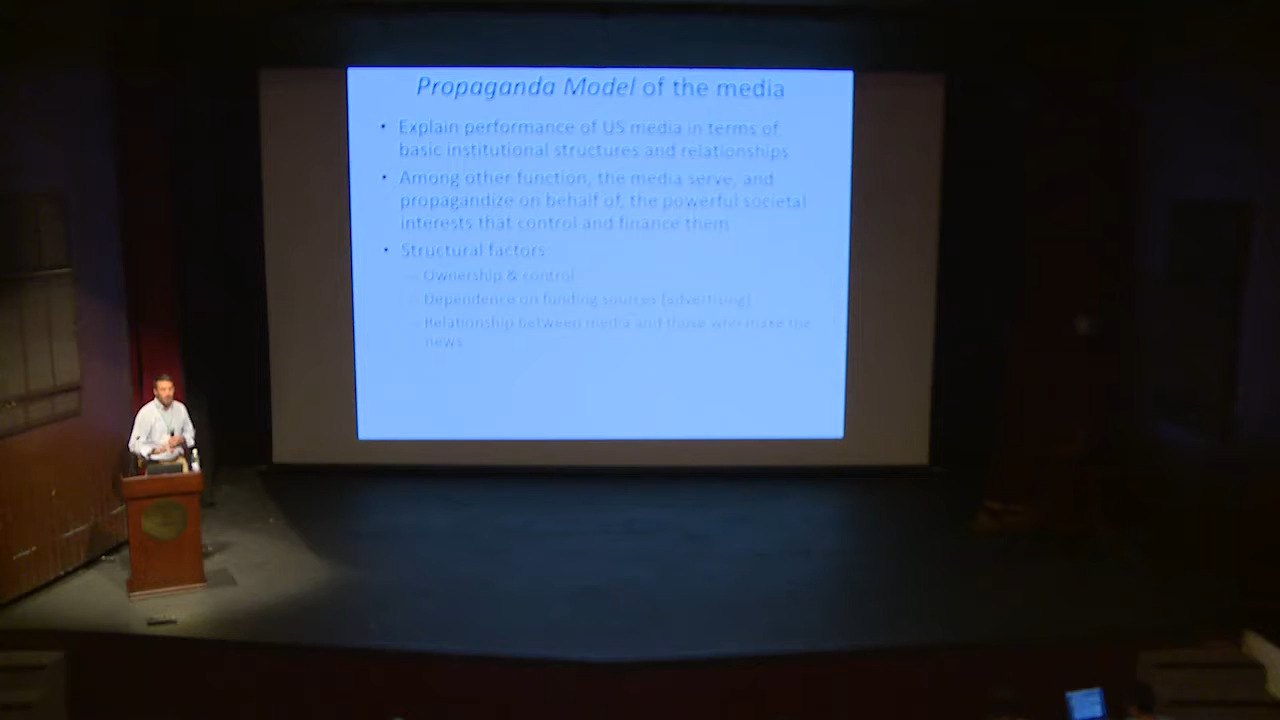 Propaganda Model of the media
• Explain performance of US media in terms of
basic institutional structures and relationships
• Among other function, the media serve, and
propagandize on behalf of, the powerful societal
interests that control and finance them
• Structural factors:
– Ownership & control
– Dependence on funding sources (advertising)
– Relationship between media and those who make the
news